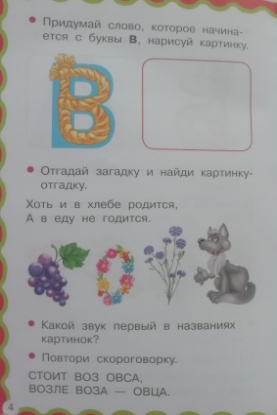 • Придумай слово, которое начина-
ется с буквы В, нарисуй картинку.
В
• Отгадай загадку и найди картинку-
отгадку.
Хоть и в хлебе родится,
А в еду не годится.
• Какой звук первый в названиях
картинок?
• Повтори скороговорку.
СТОИТ ВОЗ ОВСА,
ВОЗЛЕ ВОЗА — ОВЦА.
4